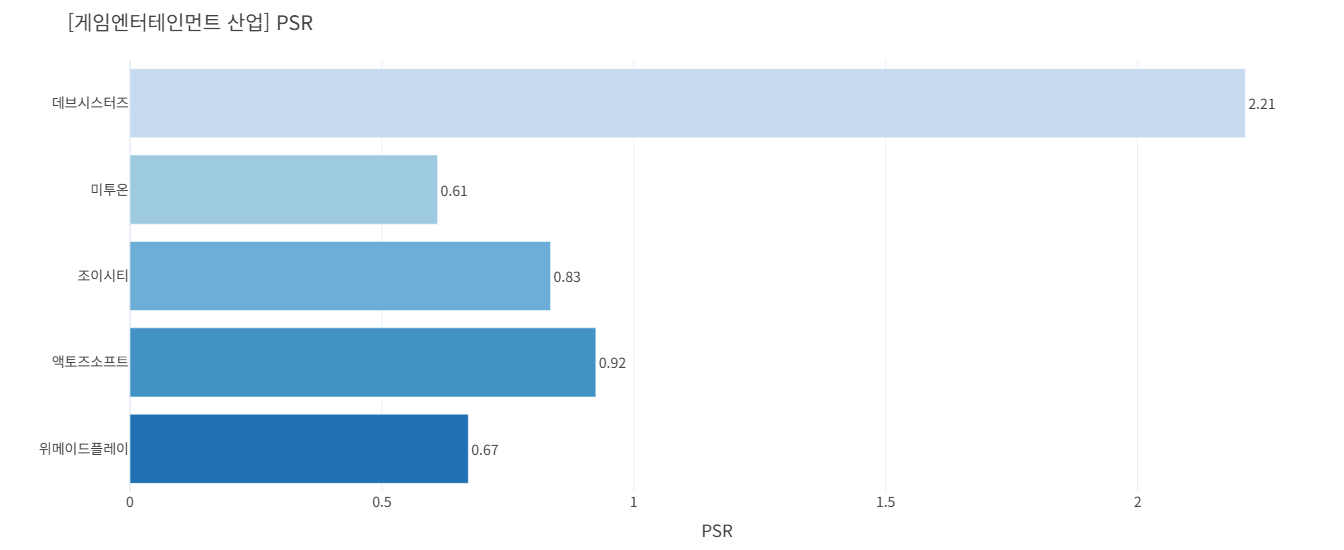 [게임엔터테인먼트 산업] PSR
데브시스터즈 2.21
미투온 0.61
조이시티 0.83
액토즈소프트 0.92
위메이드플레이 0.67
0 0.5 1 1.5 2
PSR